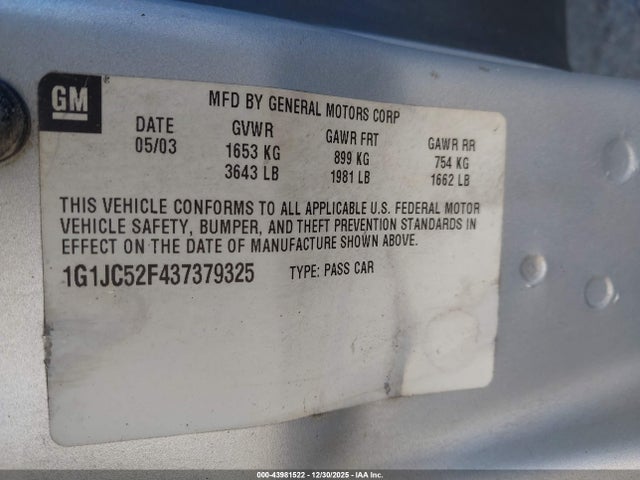 GM
MFD BY GENERAL MOTORS CORP
DATE GVWR GAWR FRT GAWR RR
05/03 1653 KG 899 KG 754 KG
3643 LB 1981 LB 1662 LB
THIS VEHICLE CONFORMS TO ALL APPLICABLE U.S. FEDERAL MOTOR
VEHICLE SAFETY, BUMPER, AND THEFT PREVENTION STANDARDS IN
EFFECT ON THE DATE OF MANUFACTURE SHOWN ABOVE.
1G1JC52F437379325 TYPE: PASS CAR
000-43981522 - 12/30/2025 - IAA Inc.